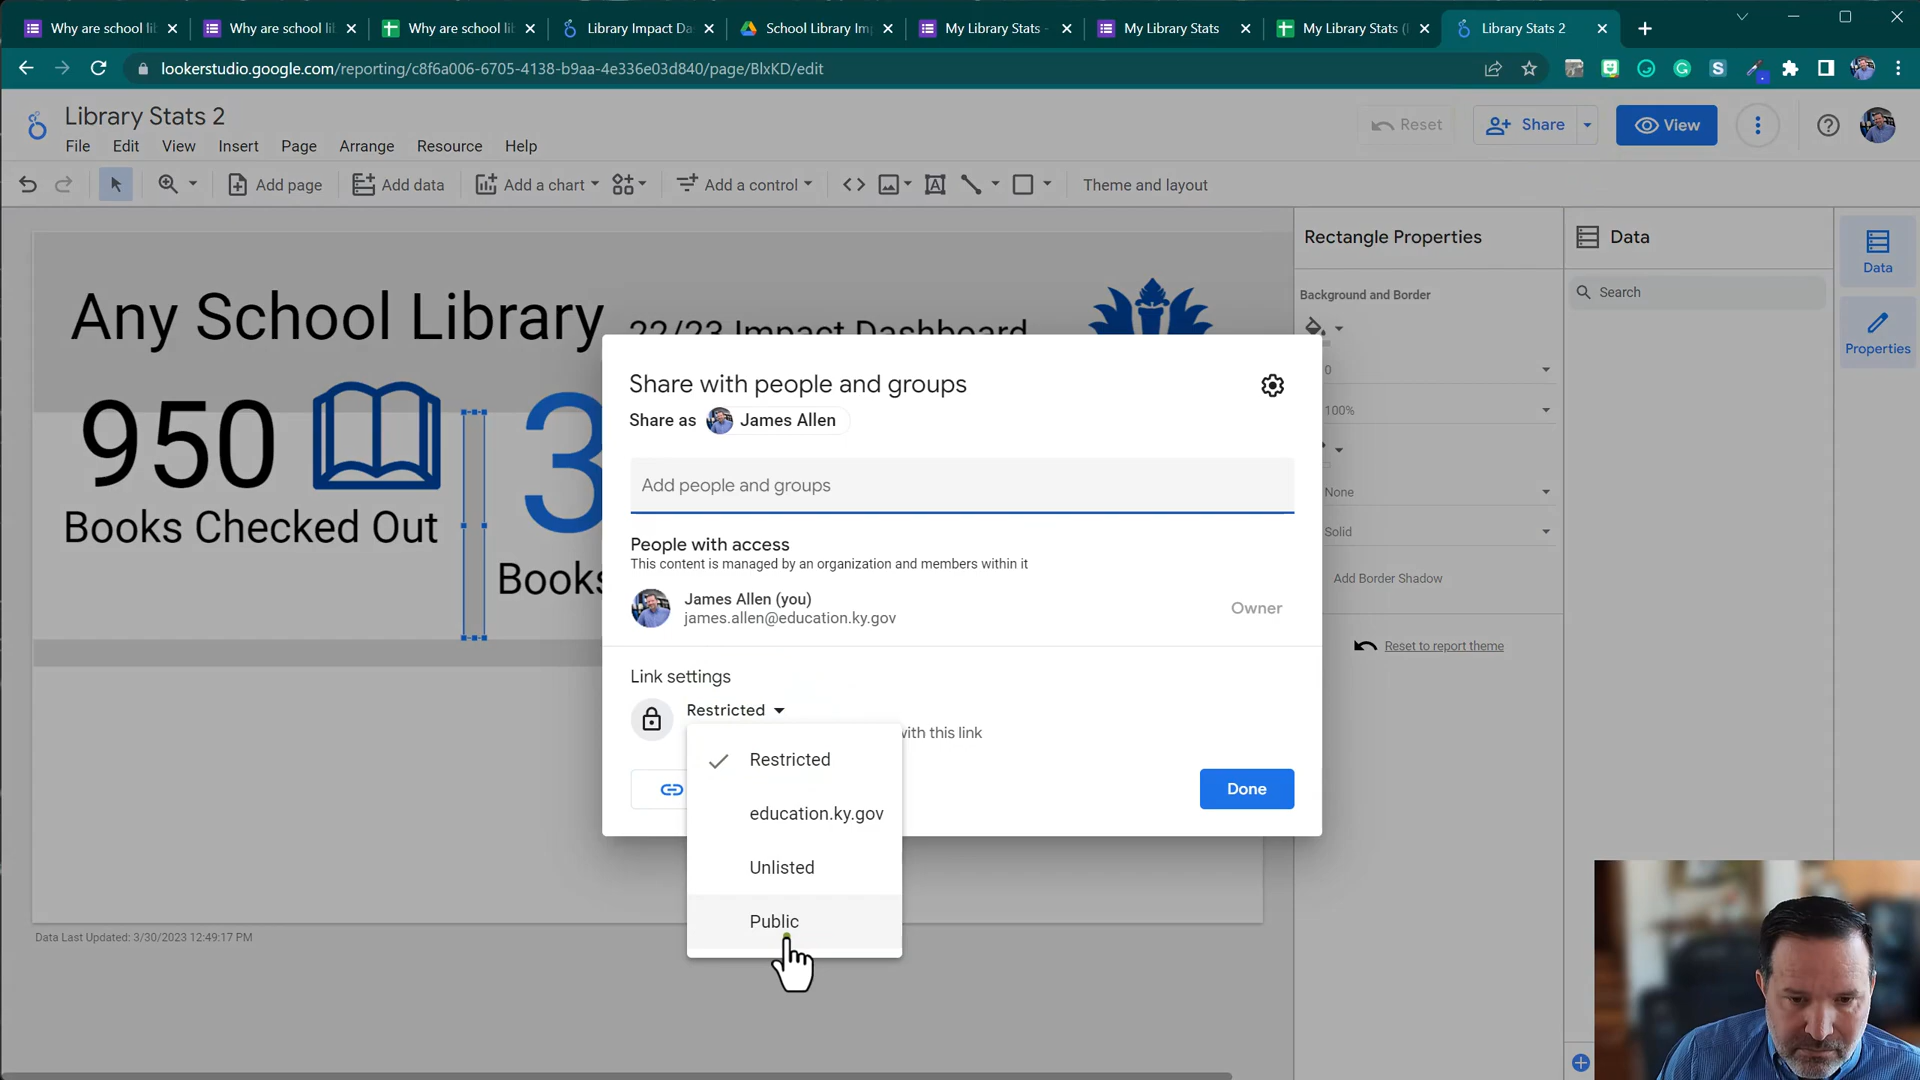 Why are school li
Why are school li
Why are school li
Library Impact Da
School Library Im
My Library Stats -
My Library Stats
My Library Stats (
Library Stats 2
lookerstudio.google.com/reporting/c8f6a006-6705-4138-b9aa-4e336e03d840/page/BlxKD/edit
Library Stats 2
Reset
Share
View
File Edit View Insert Page Arrange Resource Help
Add page
Add data
Add a chart
Add a control
Theme and layout
Any School Library
22/23 Impact Dashboard
950
Books Checked Out
3
Books
Data Last Updated: 3/30/2023 12:49:17 PM
Share with people and groups
Share as James Allen
Add people and groups
People with access
This content is managed by an organization and members within it
James Allen (you)
james.allen@education.ky.gov
Owner
Link settings
Restricted
with this link
Restricted
education.ky.gov
Unlisted
Public
Done
Rectangle Properties
Background and Border
0
100%
None
Solid
Add Border Shadow
Reset to report theme
Data
Search
Data
Properties